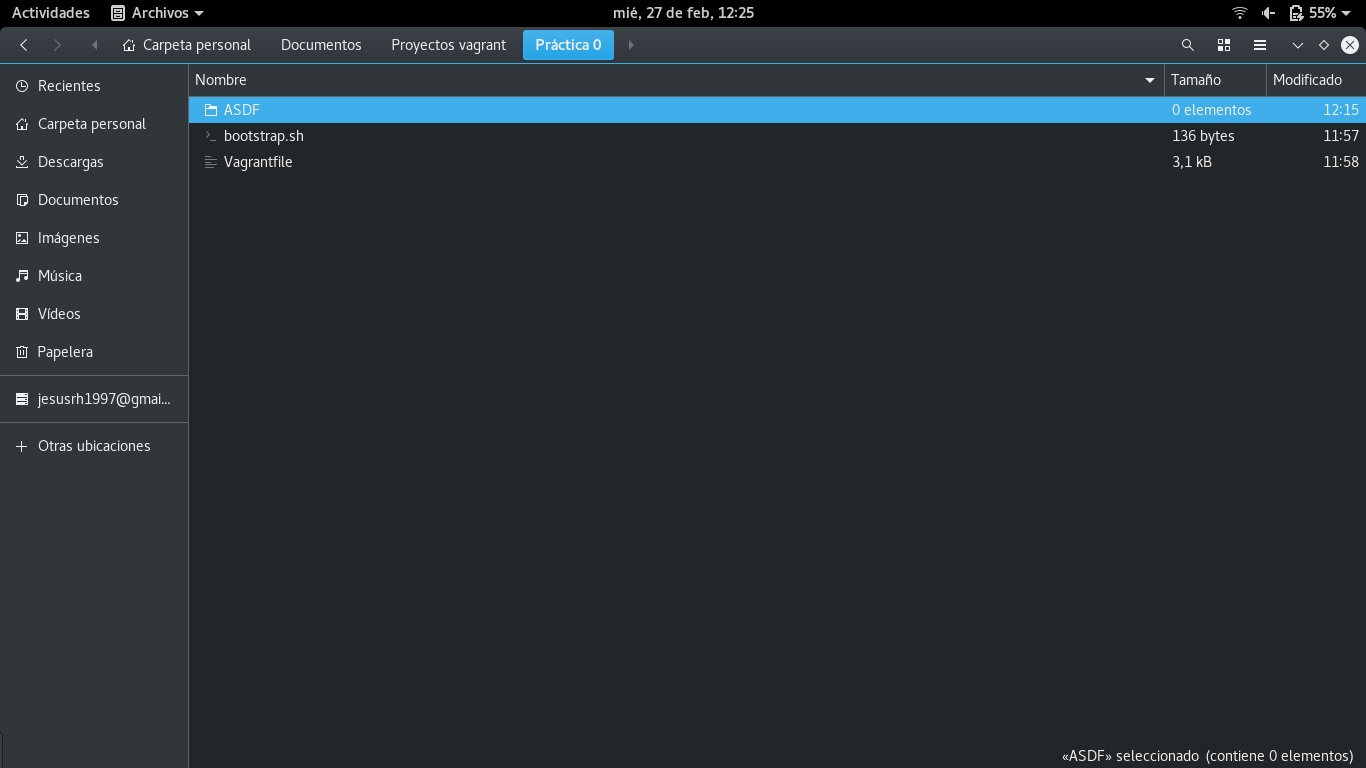 Actividades Archivos mié, 27 de feb, 12:25 55%
Carpeta personal Documentos Proyectos vagrant Práctica 0
Recientes
Carpeta personal
Descargas
Documentos
Imágenes
Música
Vídeos
Papelera
jesusrh1997@gmai...
Otras ubicaciones
Nombre Tamaño Modificado
ASDF 0 elementos 12:15
bootstrap.sh 136 bytes 11:57
Vagrantfile 3,1 kB 11:58
«ASDF» seleccionado (contiene 0 elementos)